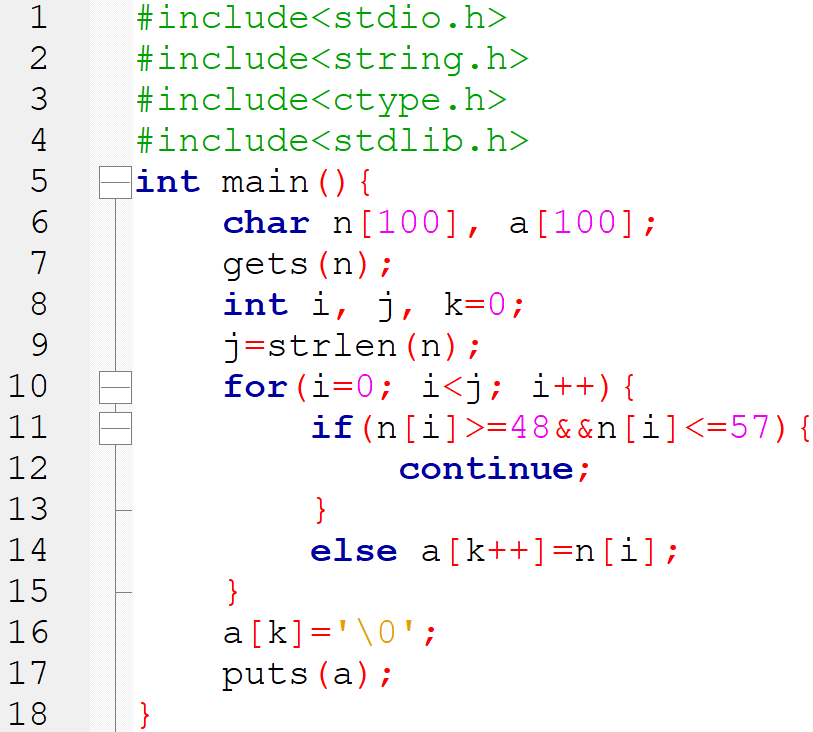 1 #include<stdio.h>
2 #include<string.h>
3 #include<ctype.h>
4 #include<stdlib.h>
5 int main(){
6 char n[100], a[100];
7 gets(n);
8 int i, j, k=0;
9 j=strlen(n);
10 for(i=0; i<j; i++){
11 if(n[i]>=48&&n[i]<=57){
12 continue;
13 }
14 else a[k++]=n[i];
15 }
16 a[k]='\0';
17 puts(a);
18 }